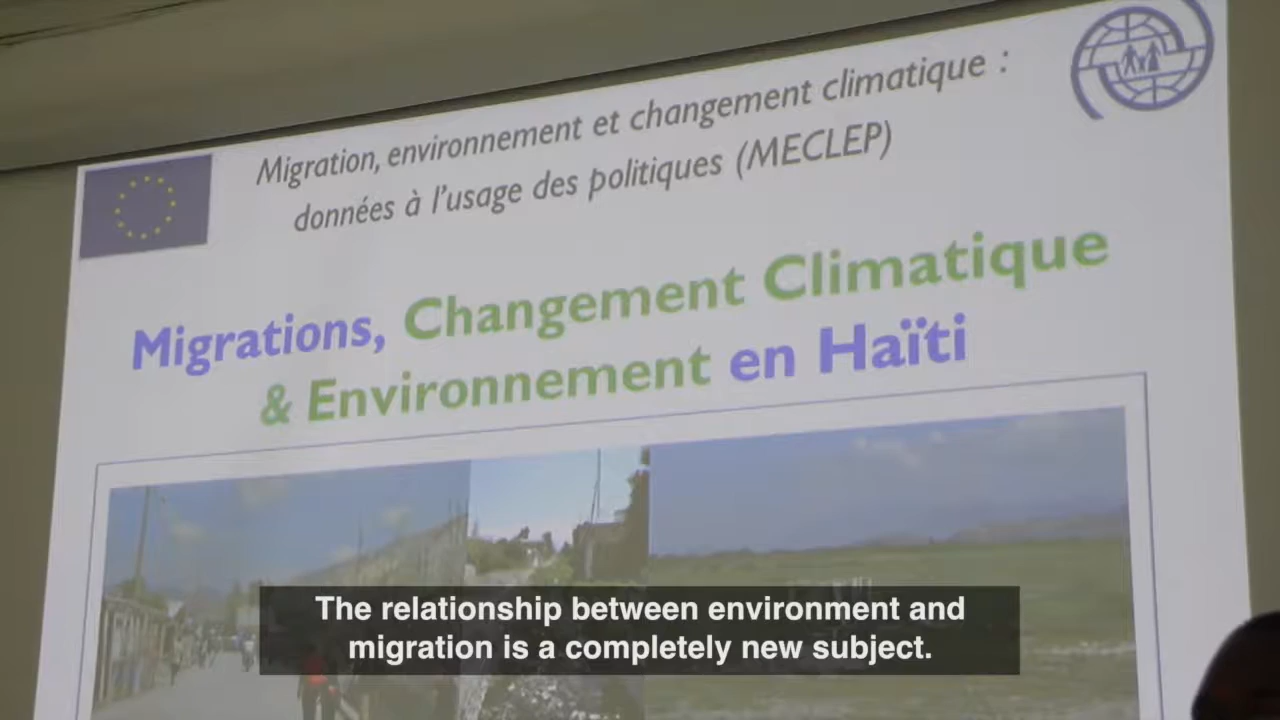 Migration, environnement et changement climatique :
données à l'usage des politiques (MECLEP)
Migrations, Changement Climatique
& Environnement en Haïti
The relationship between environment and
migration is a completely new subject.